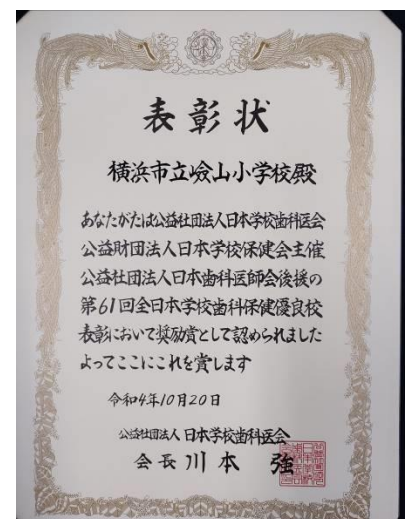 表彰状
横浜市立嶮山小学校殿
あなたがたは公益社団法人日本学校歯科医会
公益財団法人日本学校保健会主催
公益社団法人日本歯科医師会後援の
第61回全日本学校歯科保健優良校
表彰において奨励賞として認められました
よってここにこれを賞します
令和4年10月20日
公益社団法人日本学校歯科医会
会長 川本 強